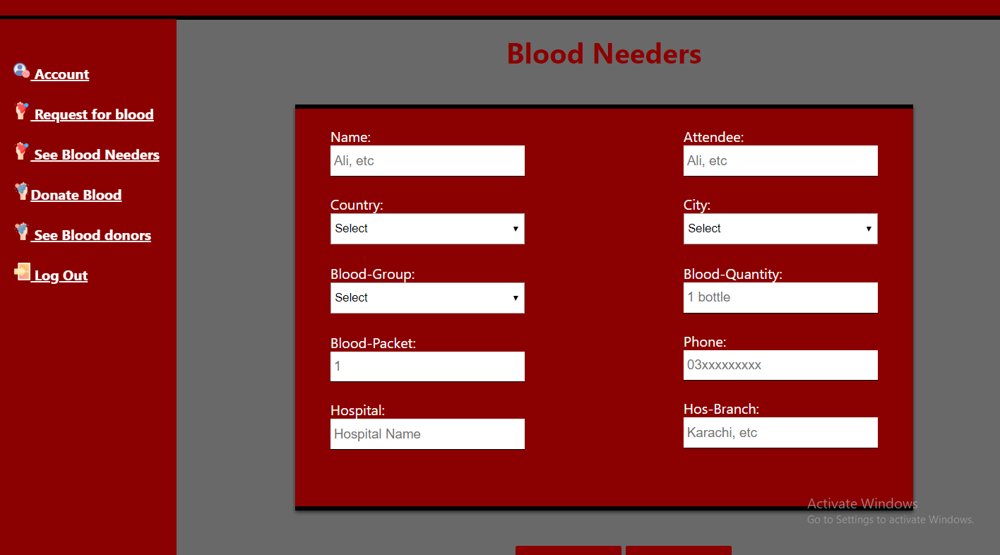 Blood Needers
Account
Request for blood
See Blood Needers
Donate Blood
See Blood donors
Log Out
Name:
Ali, etc
Attendee:
Ali, etc
Country:
Select
City:
Select
Blood-Group:
Select
Blood-Quantity:
1 bottle
Blood-Packet:
1
Phone:
03xxxxxxxxx
Hospital:
Hospital Name
Hos-Branch:
Karachi, etc
Activate Windows
Go to Settings to activate Windows.